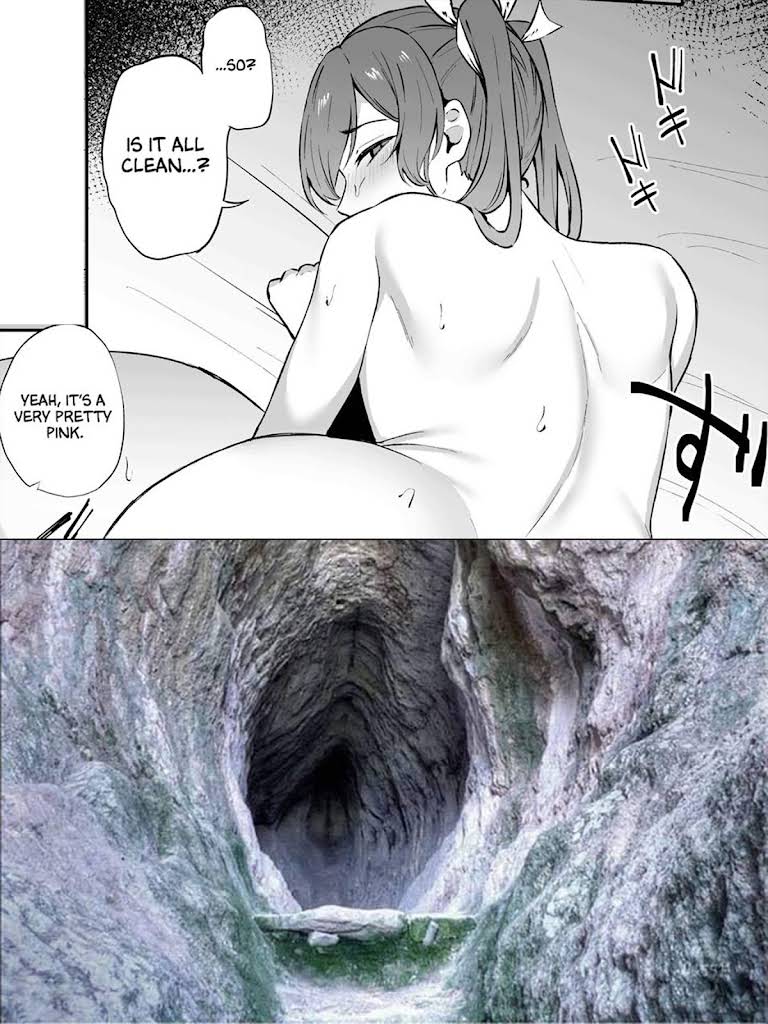 ...SO?
IS IT ALL
CLEAN...?
YEAH, IT'S A
VERY PRETTY
PINK.